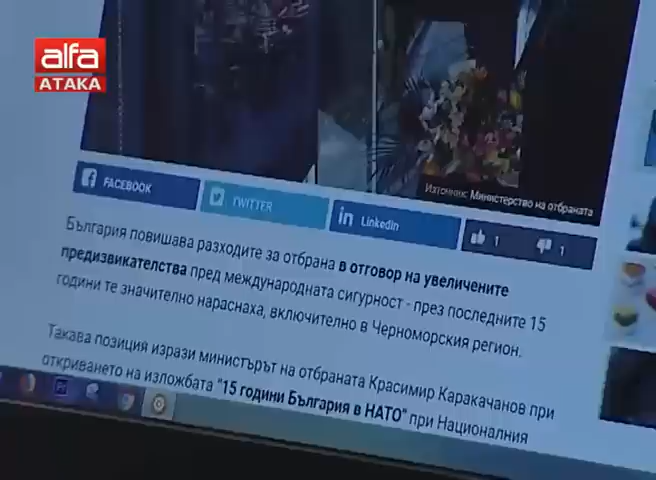 alfa
АТАКА
Източник: Министерство на отбраната
FACEBOOK
TWITTER
LinkedIn
1
1
България повишава разходите за отбрана в отговор на увеличените
предизвикателства пред международната сигурност - през последните 15
години те значително нараснаха, включително в Черноморския регион.
Такава позиция изрази министърът на отбраната Красимир Каракачанов при
откриването на изложбата "15 години България в НАТО" при Националния